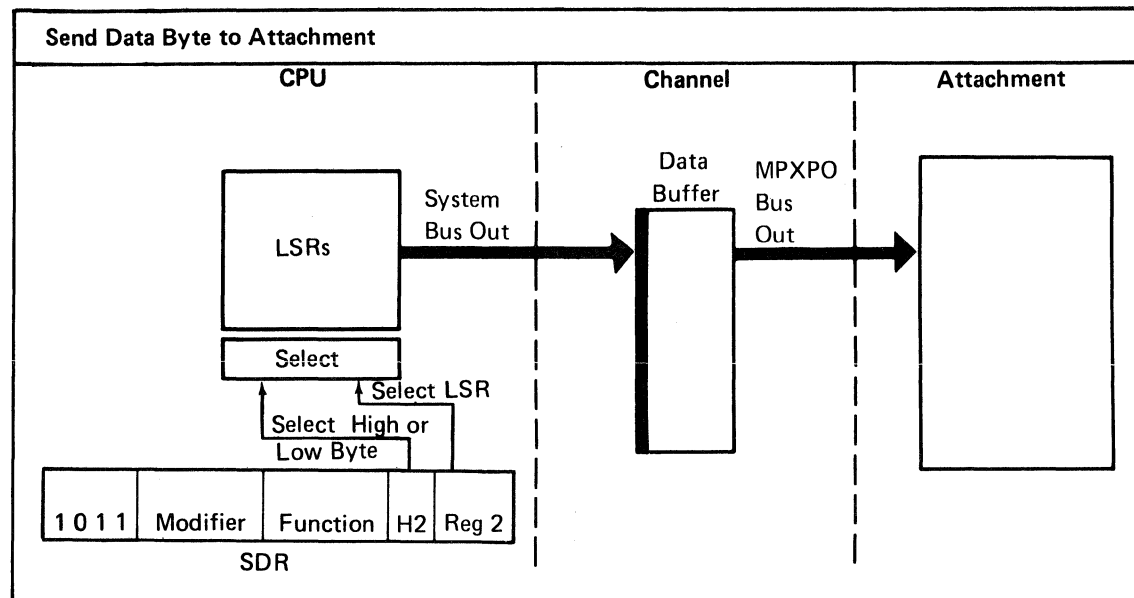 Send Data Byte to Attachment
CPU
Channel
Attachment
LSRs
System
Bus Out
Data
Buffer
MPXPO
Bus
Out
Select
Select LSR
Select High or
Low Byte
1 0 1 1
Modifier
Function
H2
Reg 2
SDR